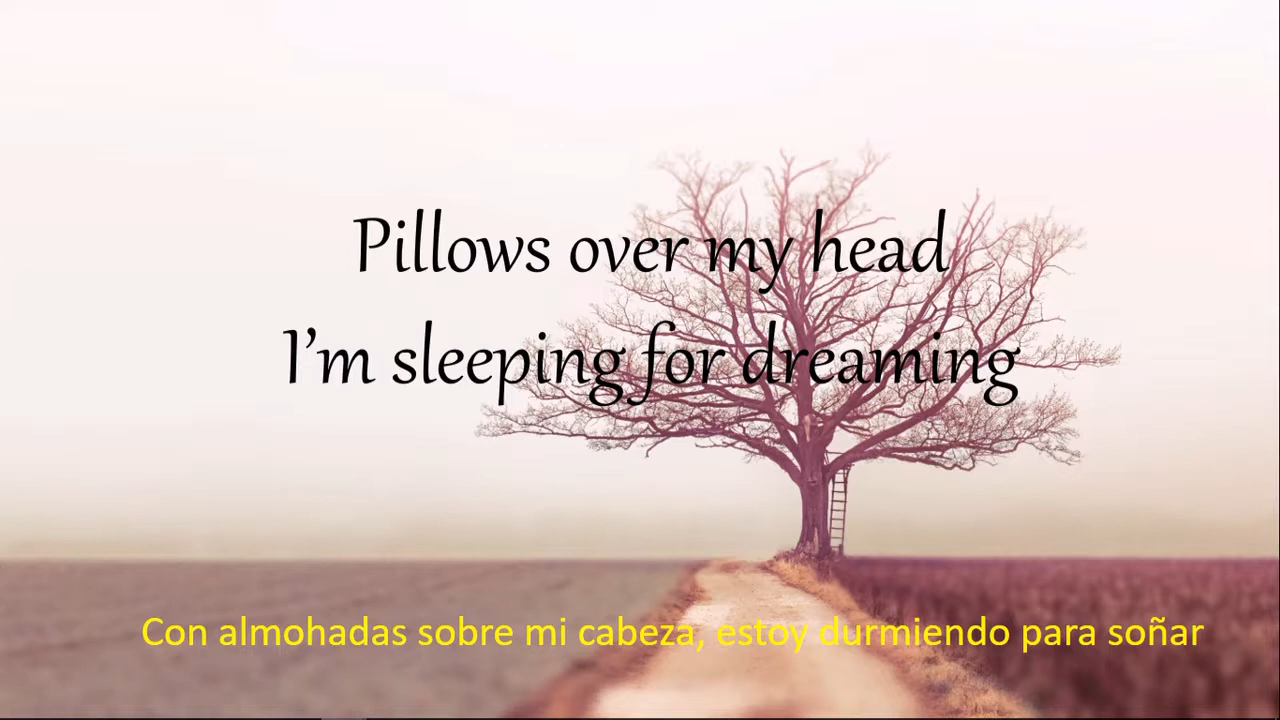 Pillows over my head
I'm sleeping for dreaming
Con almohadas sobre mi cabeza, estoy durmiendo para soñar